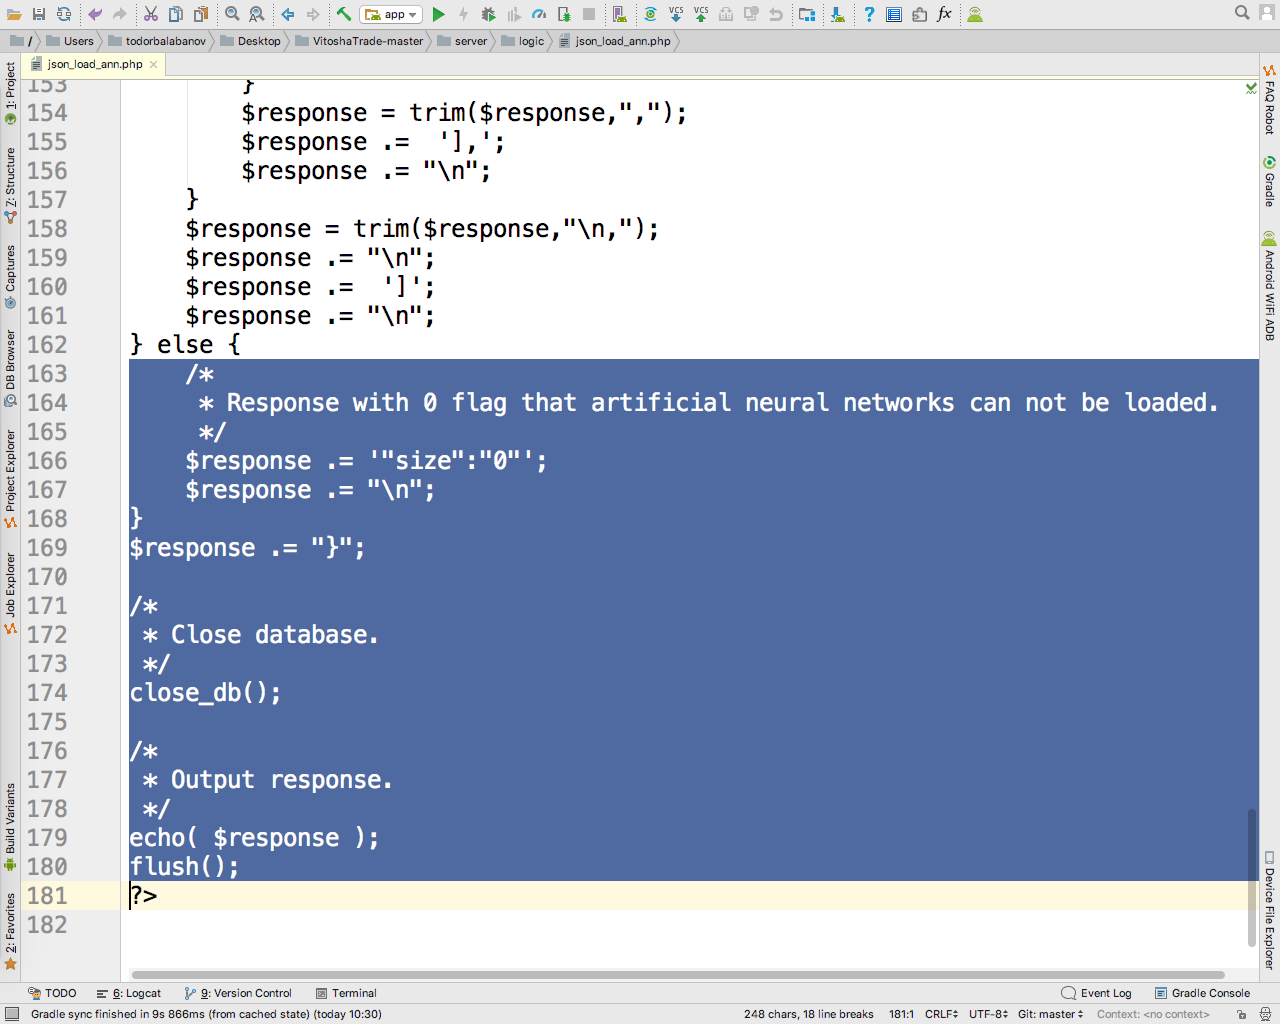 app
VCS
VCS
fx
/
Users
todorbalabanov
Desktop
VitoshaTrade-master
server
logic
json_load_ann.php
json_load_ann.php
1: Project
7: Structure
Captures
DB Browser
Project Explorer
Job Explorer
Build Variants
2: Favorites
153 }
154 $response = trim($response,",");
155 $response .=  '],';
156 $response .= "\n";
157 }
158 $response = trim($response,"\n,");
159 $response .= "\n";
160 $response .=  ']';
161 $response .= "\n";
162 } else {
163 /*
164 * Response with 0 flag that artificial neural networks can not be loaded.
165 */
166 $response .= '"size":"0"';
167 $response .= "\n";
168 }
169 $response .= "}";
170
171 /*
172 * Close database.
173 */
174 close_db();
175
176 /*
177 * Output response.
178 */
179 echo( $response );
180 flush();
181 ?>
182
FAQ Robot
Gradle
Android WiFi ADB
Device File Explorer
TODO
6: Logcat
9: Version Control
Terminal
Event Log
Gradle Console
Gradle sync finished in 9s 866ms (from cached state) (today 10:30)
248 chars, 18 line breaks
181:1
CRLF
UTF-8
Git: master
Context: <no context>